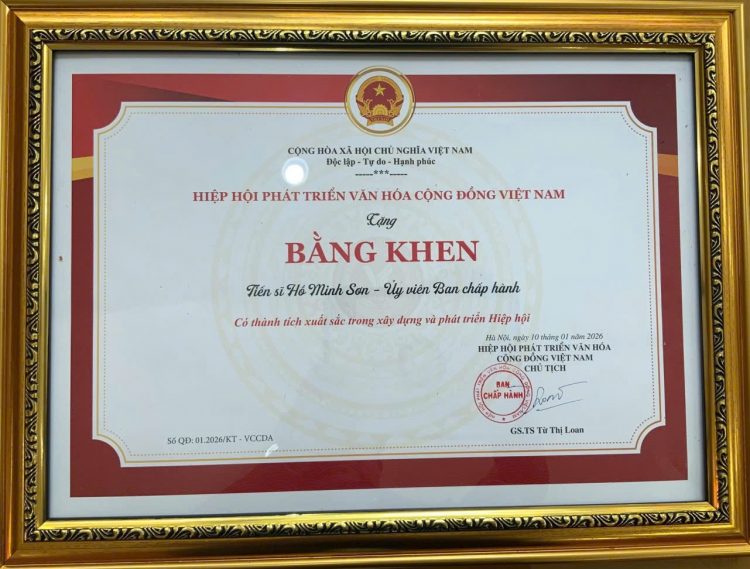 CỘNG HÒA XÃ HỘI CHỦ NGHĨA VIỆT NAM
Độc lập - Tự do - Hạnh phúc
-----***-----
HIỆP HỘI PHÁT TRIỂN VĂN HÓA CỘNG ĐỒNG VIỆT NAM
Tặng
BẰNG KHEN
Tiến sĩ Hồ Minh Sơn - Ủy viên Ban chấp hành
Có thành tích xuất sắc trong xây dựng và phát triển Hiệp hội
Hà Nội, ngày 10 tháng 01 năm 2026
HIỆP HỘI PHÁT TRIỂN VĂN HÓA
CỘNG ĐỒNG VIỆT NAM
CHỦ TỊCH
BAN
CHẤP HÀNH
GS.TS Từ Thị Loan
Số QĐ: 01.2026/KT - VCCDA